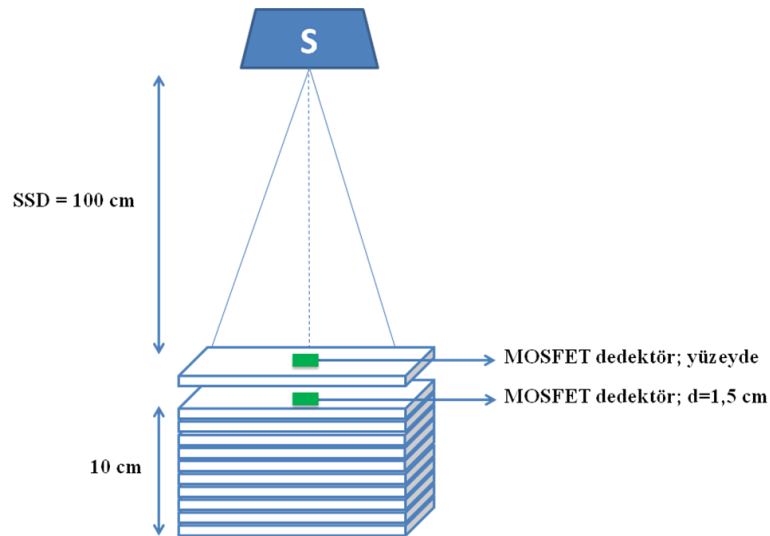 S
SSD = 100 cm
MOSFET dedektör; yüzeyde
MOSFET dedektör; d=1,5 cm
10 cm